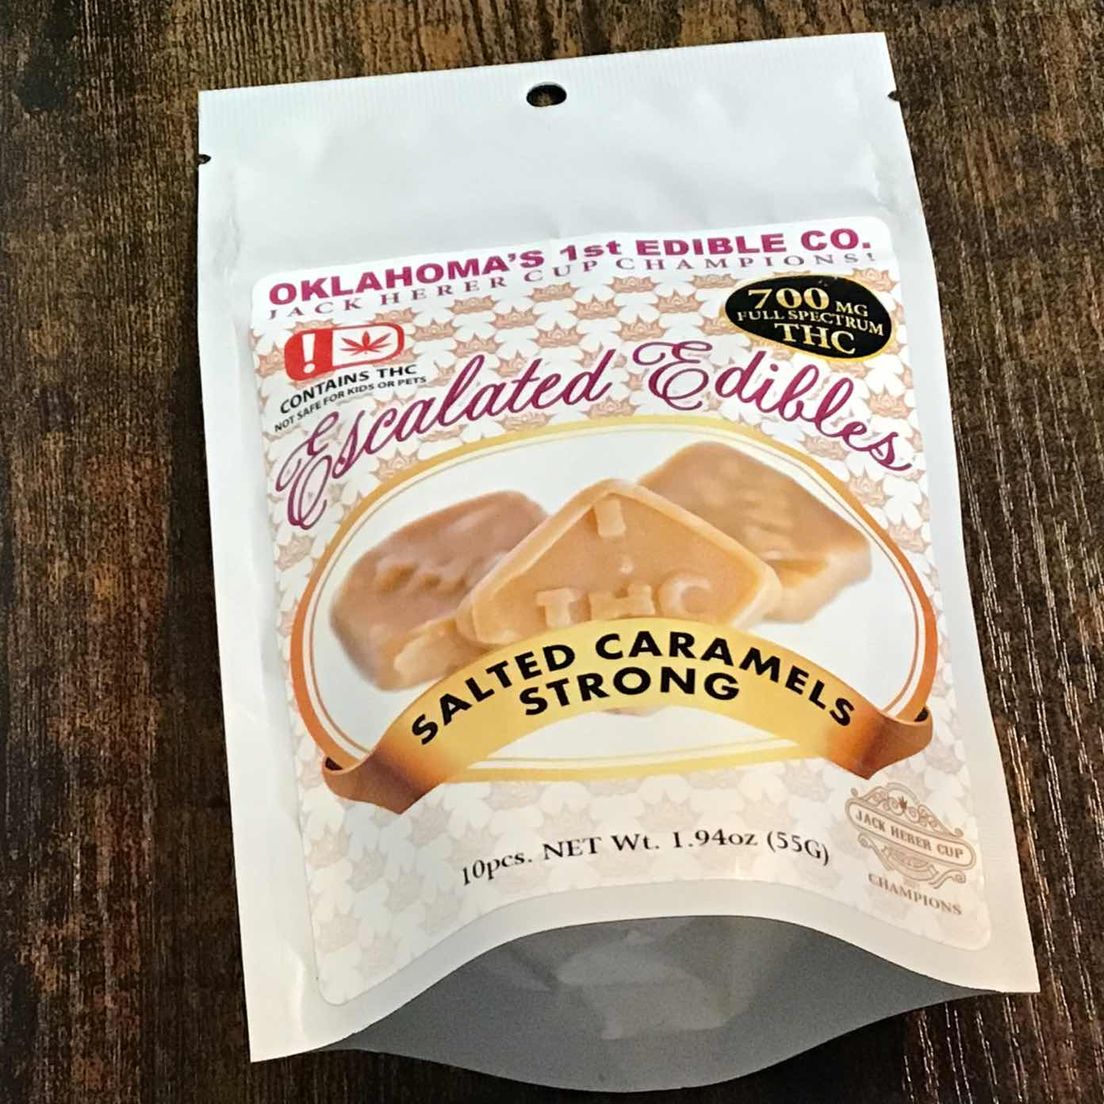 OKLAHOMA'S 1st EDIBLE CO.
JACK HERER CUP CHAMPIONS!
700 MG
FULL SPECTRUM
THC
!
CONTAINS THC
NOT SAFE FOR KIDS OR PETS
Escalated Edibles
THC
SALTED CARAMELS
STRONG
10pcs. NET Wt. 1.94oz (55G)
JACK HERER CUP
CHAMPIONS